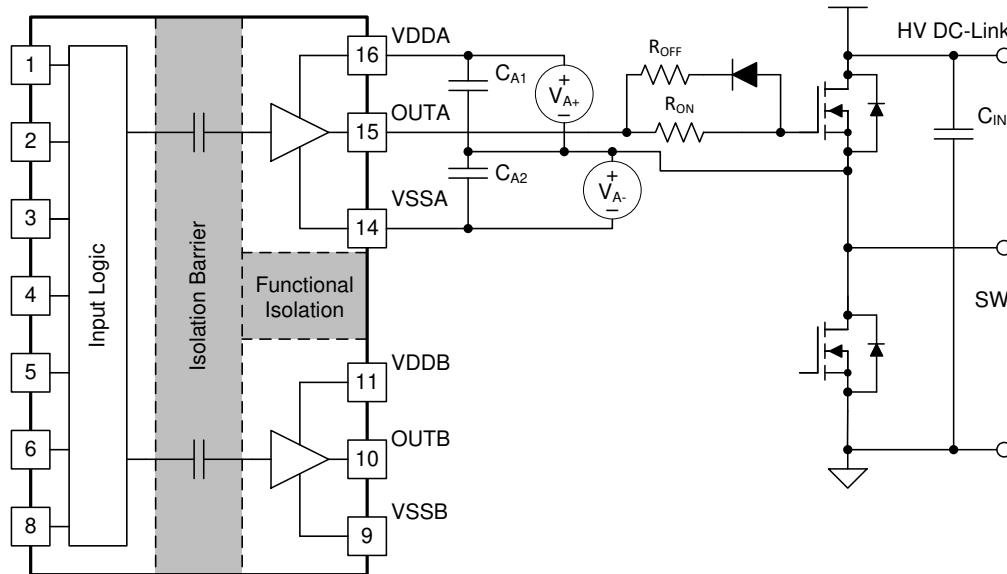 1
2
3
4
5
6
8
Input Logic
Isolation Barrier
Functional
Isolation
VDDA
16
OUTA
15
VSSA
14
VDDB
11
OUTB
10
VSSB
9
CA1
CA2
+
VA+
–
+
VA-
–
ROFF
RON
HV DC-Link
CIN
SW